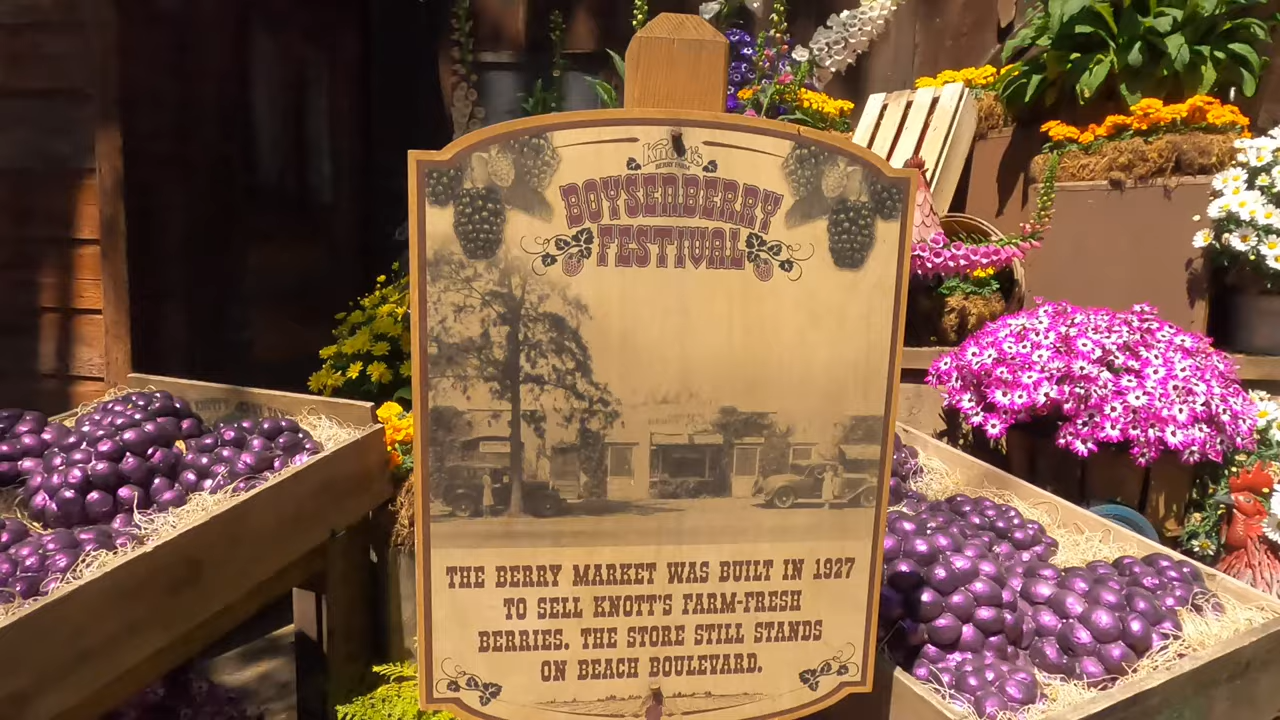 Knott's
BERRY FARM
BOYSENBERRY
FESTIVAL
THE BERRY MARKET WAS BUILT IN 1927
TO SELL KNOTT'S FARM-FRESH
BERRIES. THE STORE STILL STANDS
ON BEACH BOULEVARD.